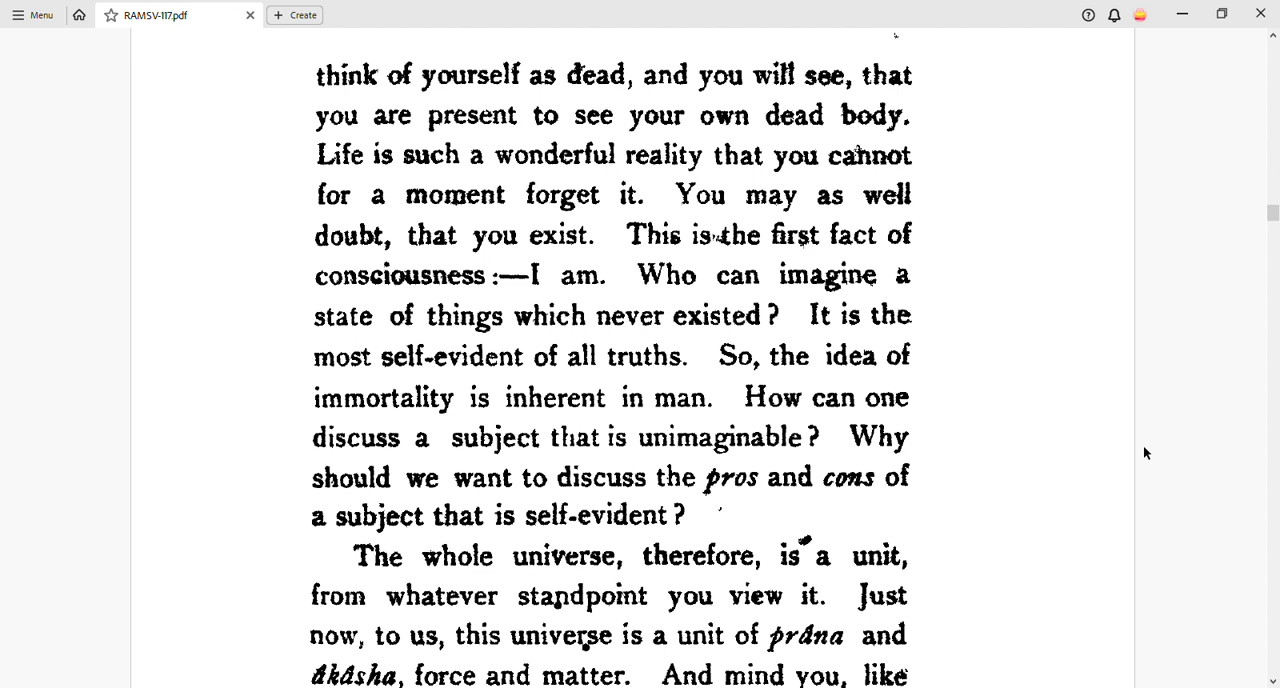 Menu
RAMSV-117.pdf
Create
think of yourself as dead, and you will see, that
you are present to see your own dead body.
Life is such a wonderful reality that you cannot
for a moment forget it. You may as well
doubt, that you exist. This is the first fact of
consciousness :—I am. Who can imagine a
state of things which never existed ? It is the
most self-evident of all truths. So, the idea of
immortality is inherent in man. How can one
discuss a subject that is unimaginable ? Why
should we want to discuss the pros and cons of
a subject that is self-evident ?
The whole universe, therefore, is a unit,
from whatever standpoint you view it. Just
now, to us, this universe is a unit of prâna and
âkâsha, force and matter. And mind you, like